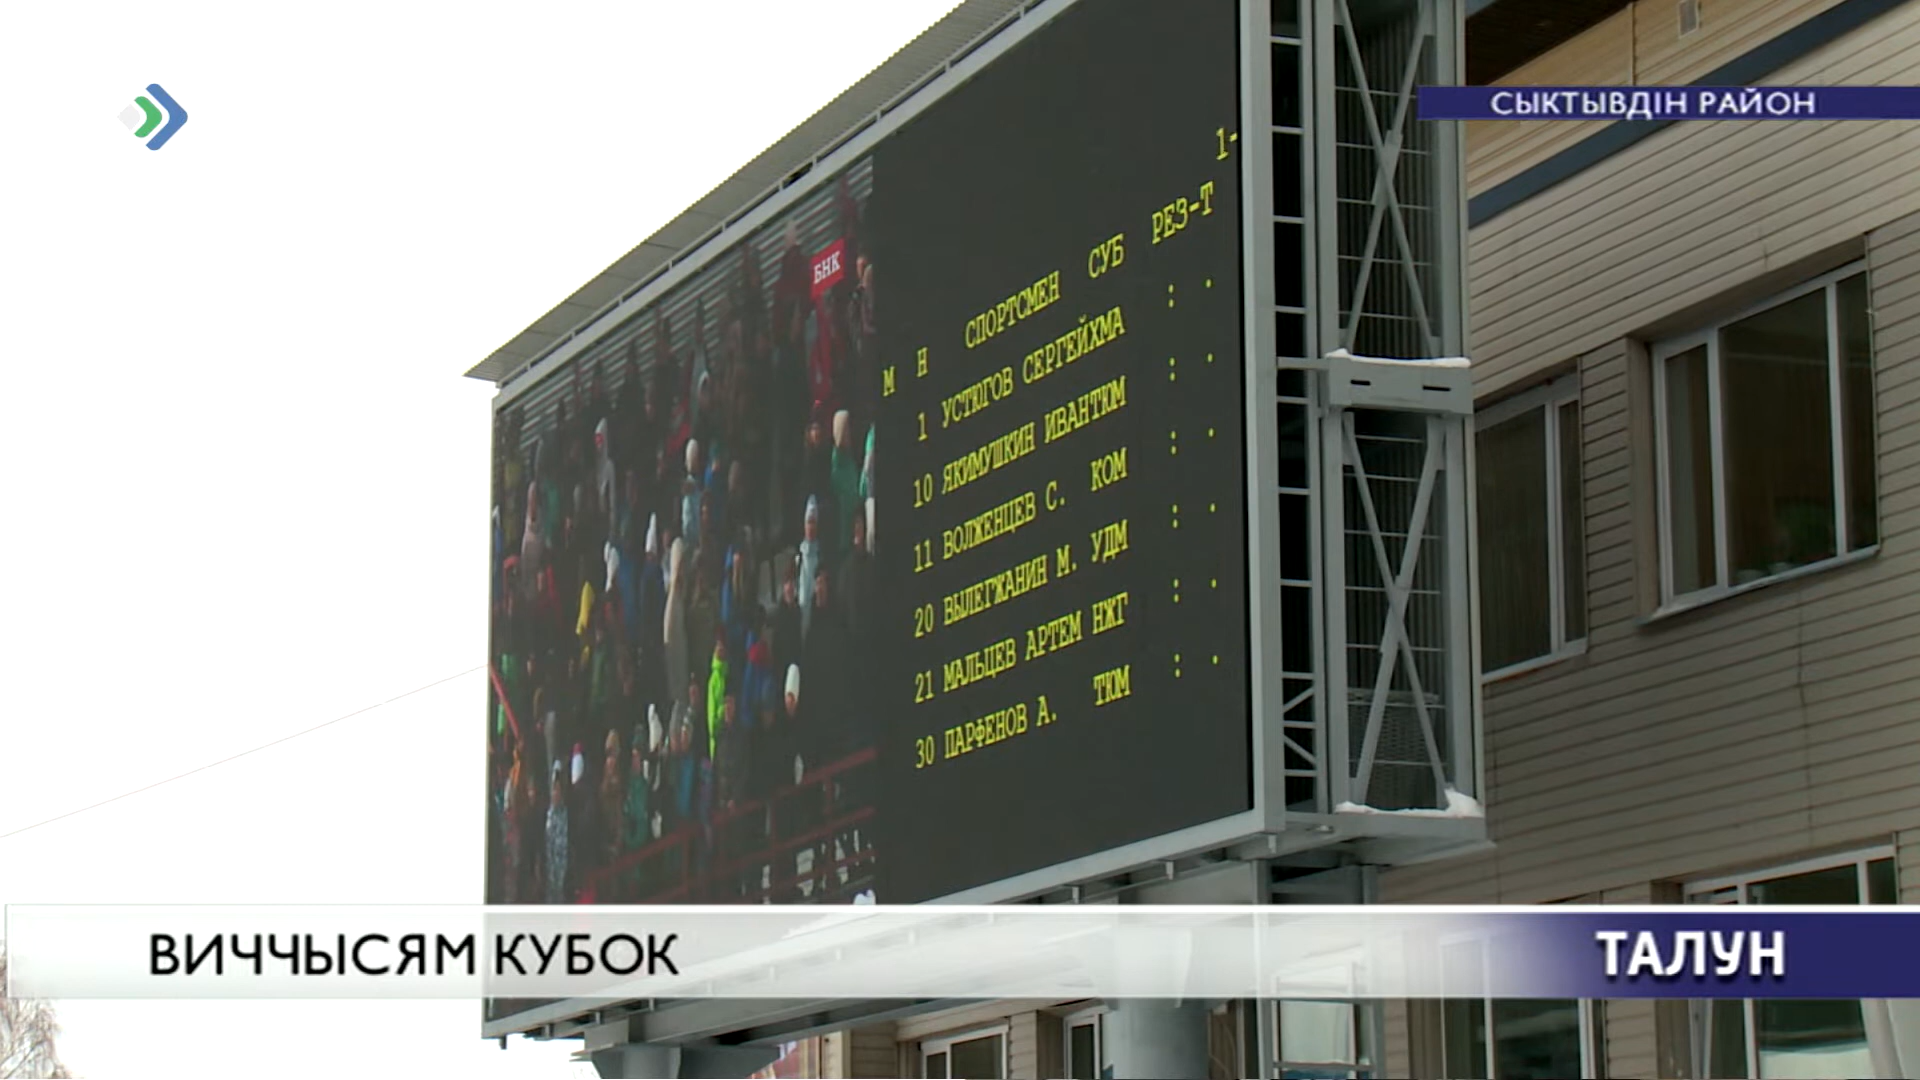 СЫКТЫВДІН РАЙОН
БНК
1-
М Н СПОРТСМЕН СУБ РЕЗ-Т
1 УСТЮГОВ СЕРГЕЙХМА : .
10 ЯКИМУШКИН ИВАНТЮМ : .
11 ВОЛЖЕНЦЕВ С. КОМ : .
20 ВЫЛЕГЖАНИН М. УДМ : .
21 МАЛЬЦЕВ АРТЕМ НЖГ : .
30 ПАРФЕНОВ А. ТЮМ : .
ВИЧЧЫСЯМ КУБОК
ТАЛУН